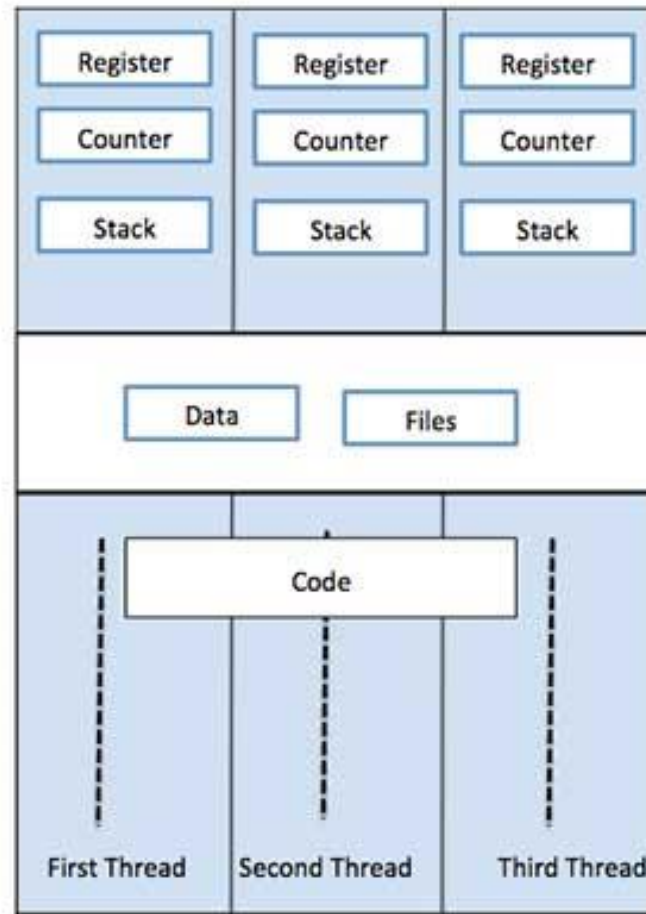 Register Register Register
Counter Counter Counter
Stack Stack Stack
Data Files
Code
First Thread Second Thread Third Thread